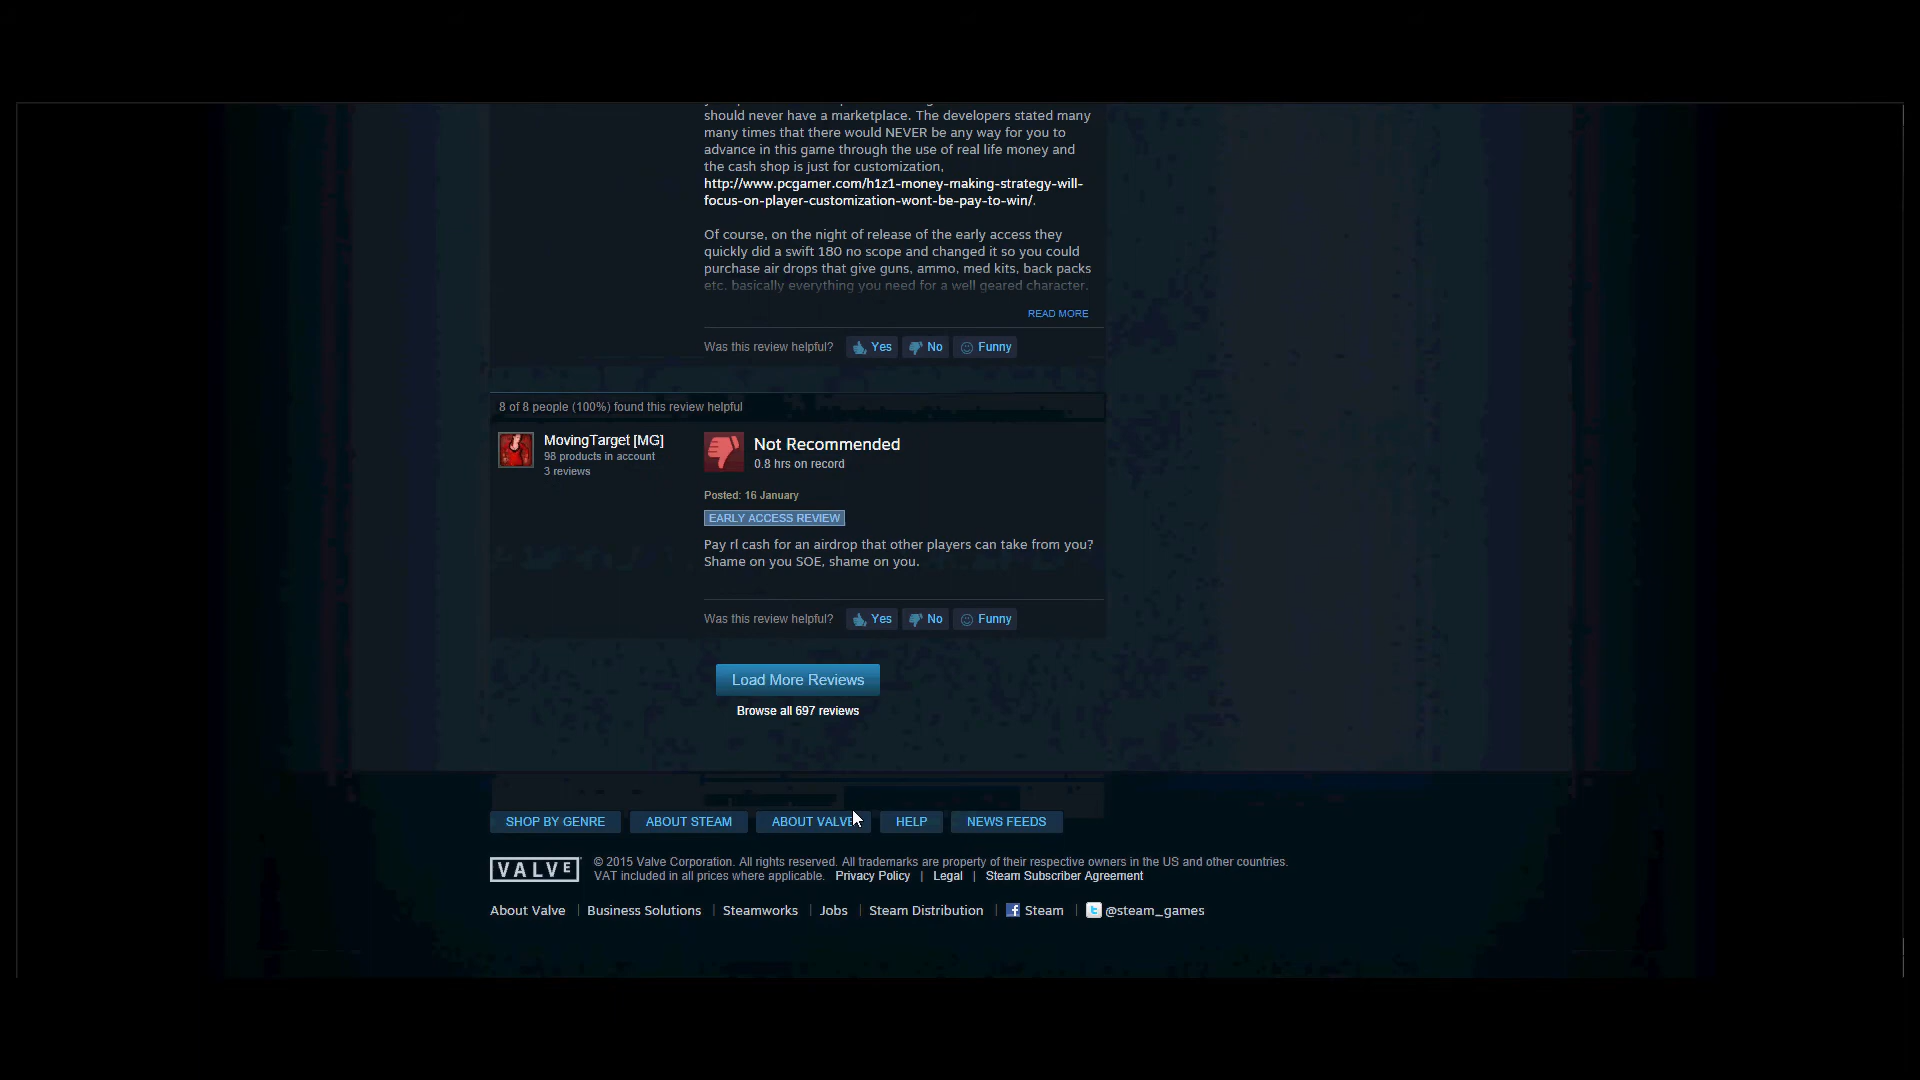 should never have a marketplace. The developers stated many
many times that there would NEVER be any way for you to
advance in this game through the use of real life money and
the cash shop is just for customization,
http://www.pcgamer.com/h1z1-money-making-strategy-will-
focus-on-player-customization-wont-be-pay-to-win/.
Of course, on the night of release of the early access they
quickly did a swift 180 no scope and changed it so you could
purchase air drops that give guns, ammo, med kits, back packs
etc. basically everything you need for a well geared character.
READ MORE
Was this review helpful? Yes No Funny
8 of 8 people (100%) found this review helpful
MovingTarget [MG]
98 products in account
3 reviews
Not Recommended
0.8 hrs on record
Posted: 16 January
EARLY ACCESS REVIEW
Pay rl cash for an airdrop that other players can take from you?
Shame on you SOE, shame on you.
Was this review helpful? Yes No Funny
Load More Reviews
Browse all 697 reviews
SHOP BY GENRE ABOUT STEAM ABOUT VALVE HELP NEWS FEEDS
VALVE
© 2015 Valve Corporation. All rights reserved. All trademarks are property of their respective owners in the US and other countries.
VAT included in all prices where applicable. Privacy Policy | Legal | Steam Subscriber Agreement
About Valve | Business Solutions | Steamworks | Jobs | Steam Distribution | Steam | @steam_games